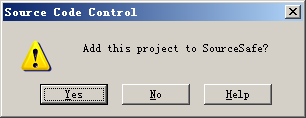 Source Code Control
Add this project to SourceSafe?
Yes
No
Help